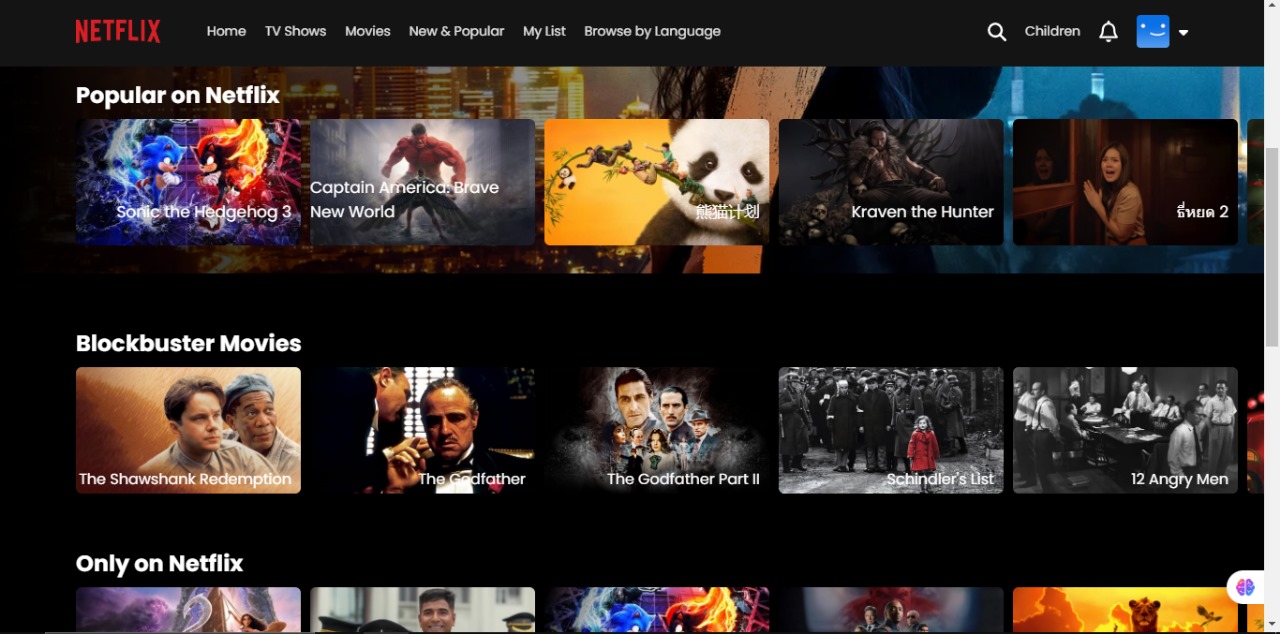 NETFLIX
Home
TV Shows
Movies
New & Popular
My List
Browse by Language
Children
Popular on Netflix
Sonic the Hedgehog 3
Captain America: Brave
New World
熊猫计划
Kraven the Hunter
ธี่หยด 2
Blockbuster Movies
The Shawshank Redemption
The Godfather
The Godfather Part II
Schindler's List
12 Angry Men
Only on Netflix